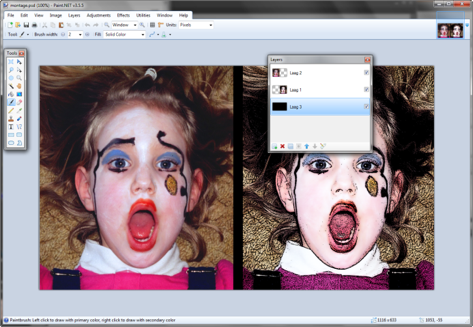 montage.psd (100%) - Paint.NET v3.5.5
File Edit View Image Layers Adjustments Effects Utilities Window Help
Window Units: Pixels
Tool: Brush width: 2 Fill: Solid Color
Tools
Layers
Laag 2
Laag 1
Laag 3
Paintbrush: Left click to draw with primary color, right click to draw with secondary color